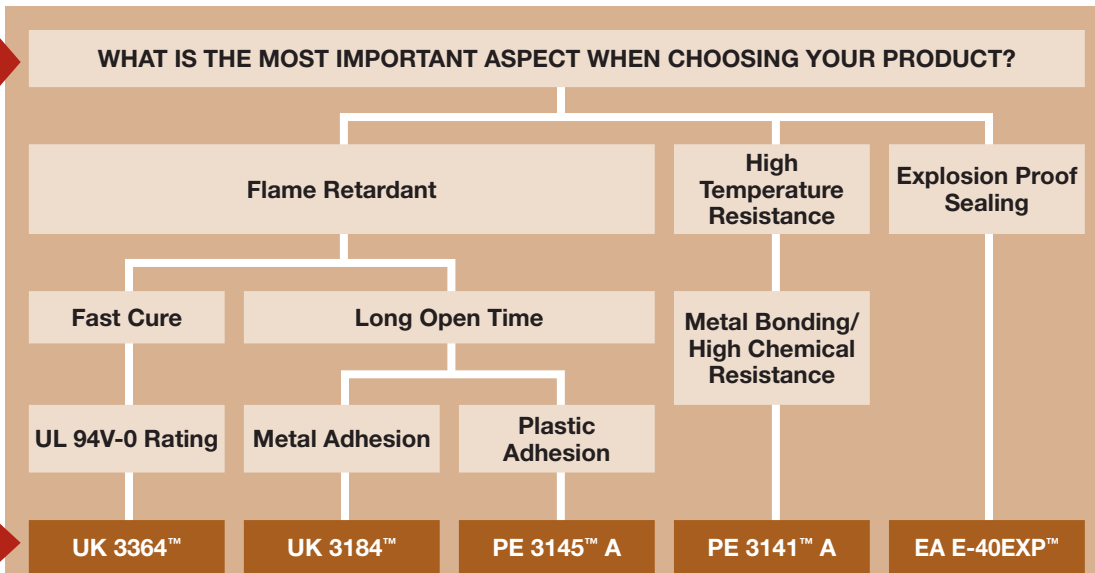 WHAT IS THE MOST IMPORTANT ASPECT WHEN CHOOSING YOUR PRODUCT?
Flame Retardant
High
Temperature
Resistance
Explosion Proof
Sealing
Fast Cure
Long Open Time
Metal Bonding/
High Chemical
Resistance
UL 94V-0 Rating
Metal Adhesion
Plastic
Adhesion
UK 3364™
UK 3184™
PE 3145™ A
PE 3141™ A
EA E-40EXP™